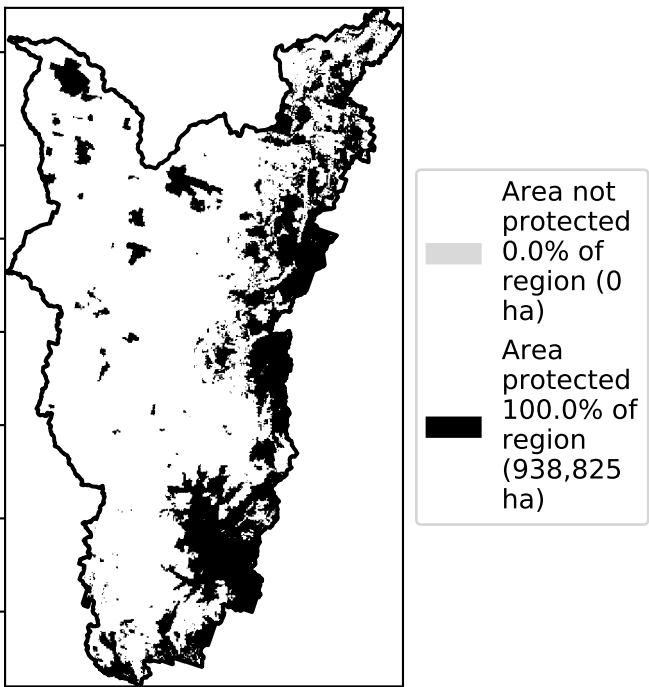 Area not
protected
0.0% of
region (0
ha)
Area
protected
100.0% of
region
(938,825
ha)